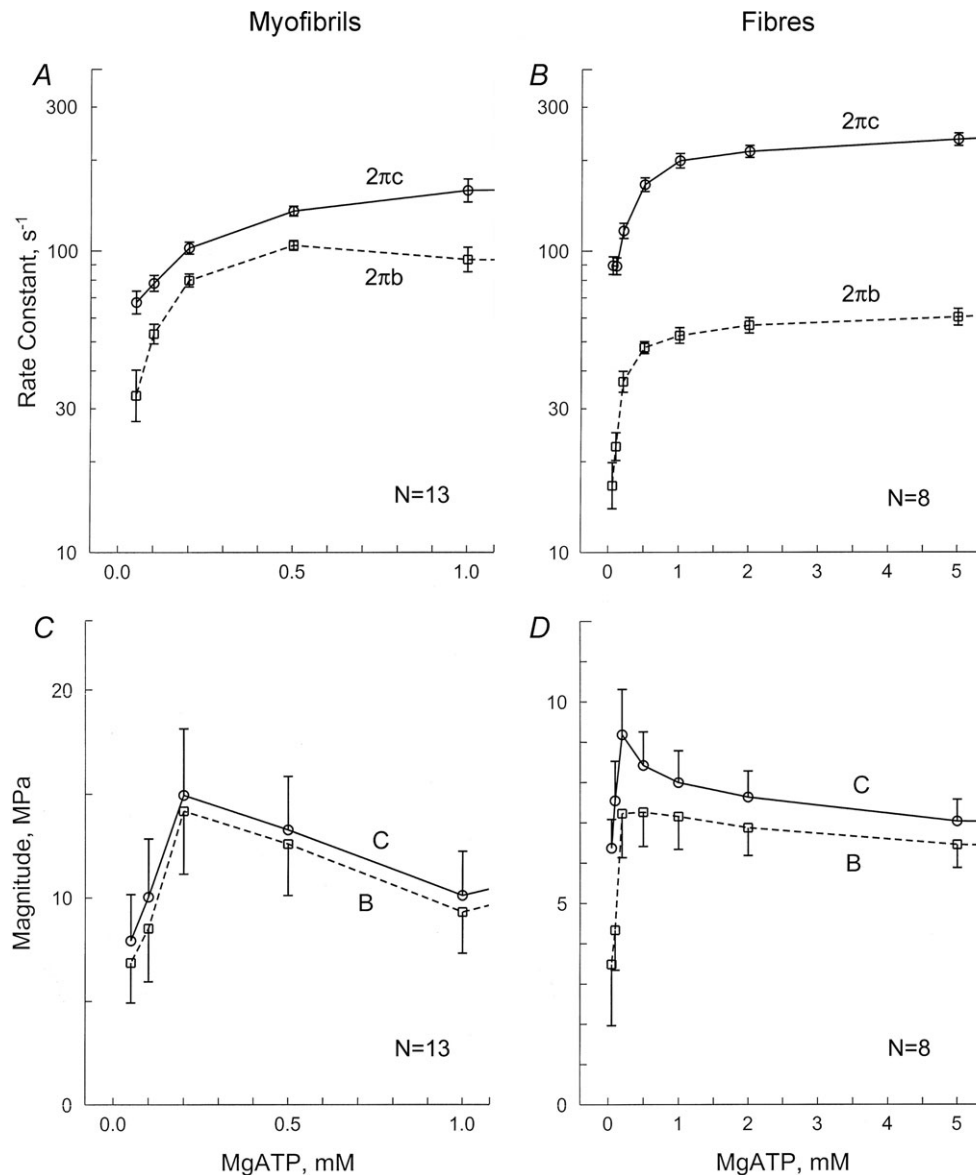 Myofibrils
Fibres
A
Rate Constant, s⁻¹
300
100
30
10
2πc
2πb
N=13
0.0
0.5
1.0
B
300
100
30
10
2πc
2πb
N=8
0
1
2
3
4
5
C
Magnitude, MPa
20
10
0
C
B
N=13
0.0
0.5
1.0
MgATP, mM
D
10
5
0
C
B
N=8
0
1
2
3
4
5
MgATP, mM